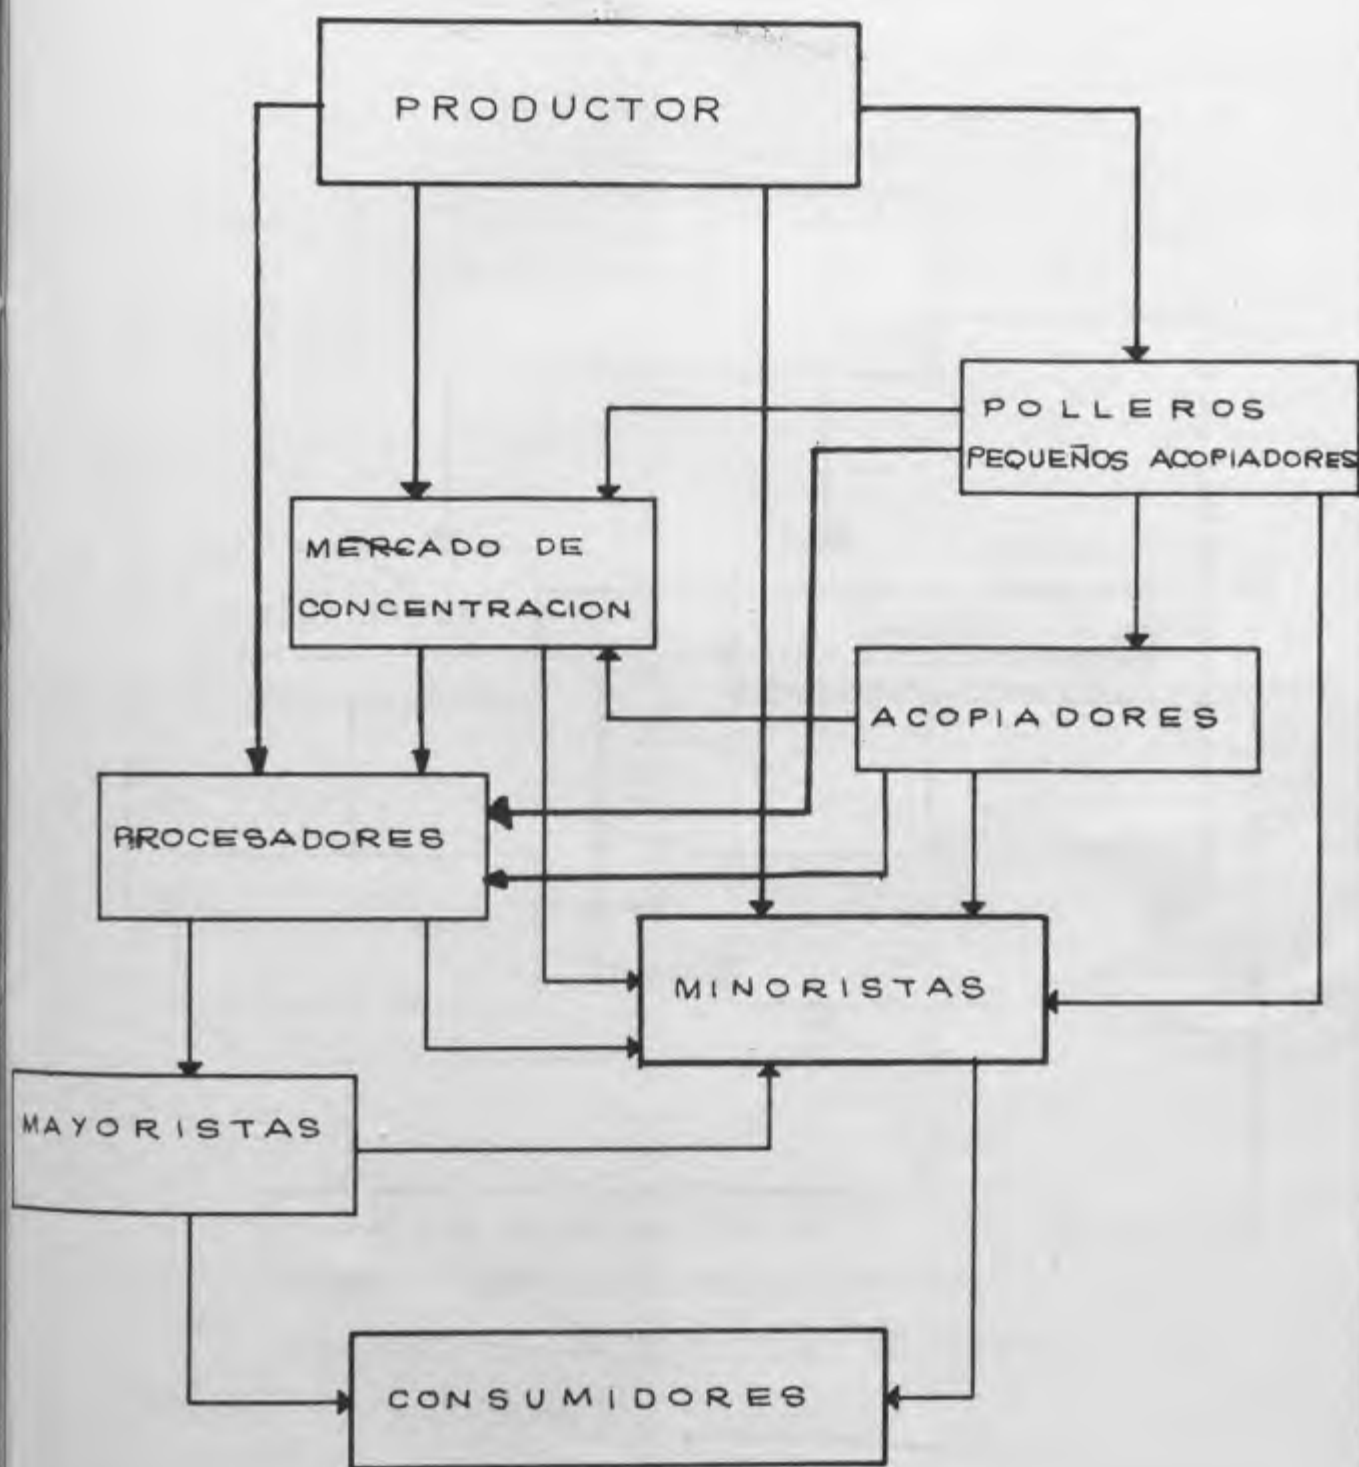 PRODUCTOR
POLLEROS
PEQUEÑOS ACOPIADORES
MERCADO DE
CONCENTRACION
ACOPIADORES
PROCESADORES
MINORISTAS
MAYORISTAS
CONSUMIDORES